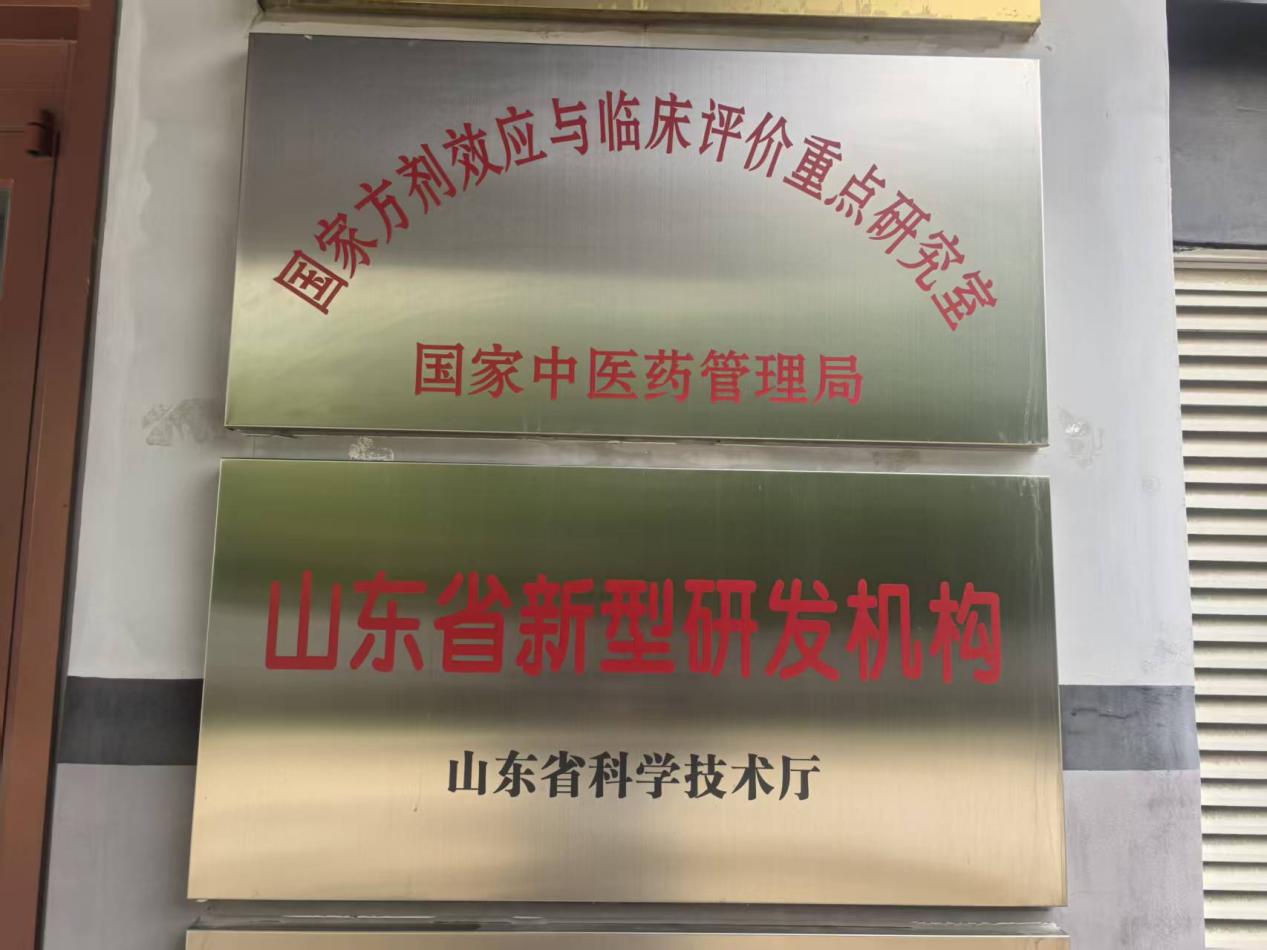 国家方剂效应与临床评价重点研究室
国家中医药管理局
山东省新型研发机构
山东省科学技术厅